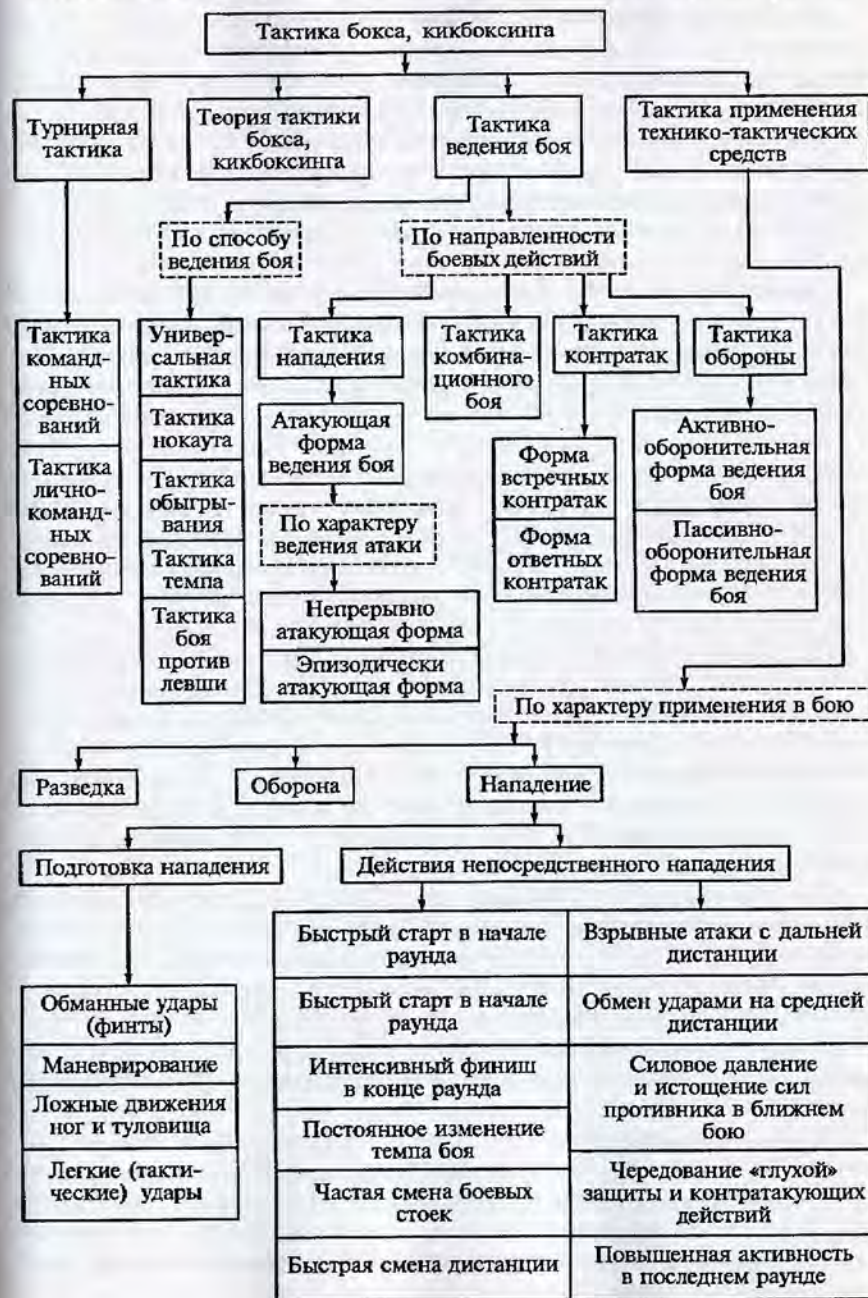 Тактика бокса, кикбоксинга
Турнирная
тактика
Теория тактики
бокса,
кикбоксинга
Тактика
ведения боя
Тактика применения
технико-тактических
средств
По способу
ведения боя
По направленности
боевых действий
Тактика
команд-
ных
соревно-
ваний
Тактика
лично-
команд-
ных
соревно-
ваний
Универ-
сальная
тактика
Тактика
нокаута
Тактика
обыгры-
вания
Тактика
темпа
Тактика
боя
против
левши
Тактика
нападения
Атакующая
форма
ведения боя
По характеру
ведения атаки
Непрерывно
атакующая форма
Эпизодически
атакующая форма
Тактика
комбина-
ционного
боя
Тактика
контратак
Форма
встречных
контратак
Форма
ответных
контратак
Тактика
обороны
Активно-
оборонительная
форма ведения
боя
Пассивно-
оборонительная
форма ведения
боя
По характеру применения в бою
Разведка
Оборона
Нападение
Подготовка нападения
Действия непосредственного нападения
Обманные удары
(финты)
Маневрирование
Ложные движения
ног и туловища
Легкие (такти-
ческие) удары
Быстрый старт в начале
раунда
Быстрый старт в начале
раунда
Интенсивный финиш
в конце раунда
Постоянное изменение
темпа боя
Частая смена боевых
стоек
Быстрая смена дистанции
Взрывные атаки с дальней
дистанции
Обмен ударами на средней
дистанции
Силовое давление
и истощение сил
противника в ближнем
бою
Чередование «глухой»
защиты и контратакующих
действий
Повышенная активность
в последнем раунде